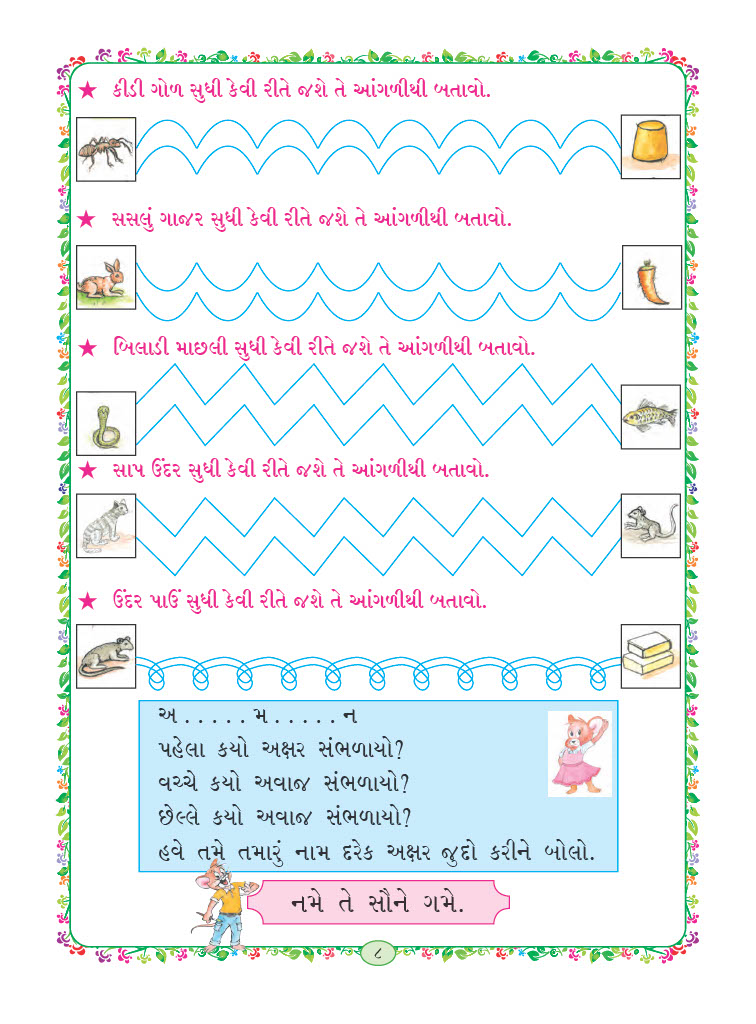 ★ કીડી ગોળ સુધી કેવી રીતે જશે તે આંગળીથી બતાવો.
★ સસલું ગાજર સુધી કેવી રીતે જશે તે આંગળીથી બતાવો.
★ બિલાડી માછલી સુધી કેવી રીતે જશે તે આંગળીથી બતાવો.
★ સાપ ઉંદર સુધી કેવી રીતે જશે તે આંગળીથી બતાવો.
★ ઉંદર પાઉં સુધી કેવી રીતે જશે તે આંગળીથી બતાવો.
અ . . . . . મ . . . . . ન
પહેલા કયો અક્ષર સંભળાયો?
વચ્ચે કયો અવાજ સંભળાયો?
છેલ્લે કયો અવાજ સંભળાયો?
હવે તમે તમારું નામ દરેક અક્ષર જુદો કરીને બોલો.
નમે તે સૌને ગમે.
૮